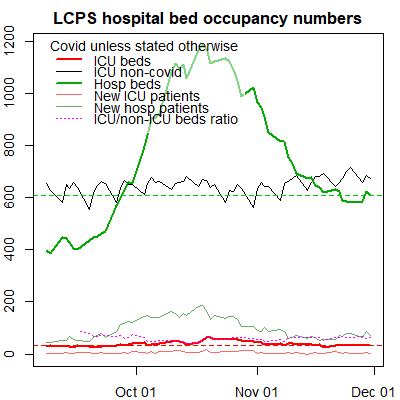 LCPS hospital bed occupancy numbers
Covid unless stated otherwise
ICU beds
ICU non-covid
Hosp beds
New ICU patients
New hosp patients
ICU/non-ICU beds ratio
1200
1000
800
600
400
200
0
Oct 01 Nov 01 Dec 01